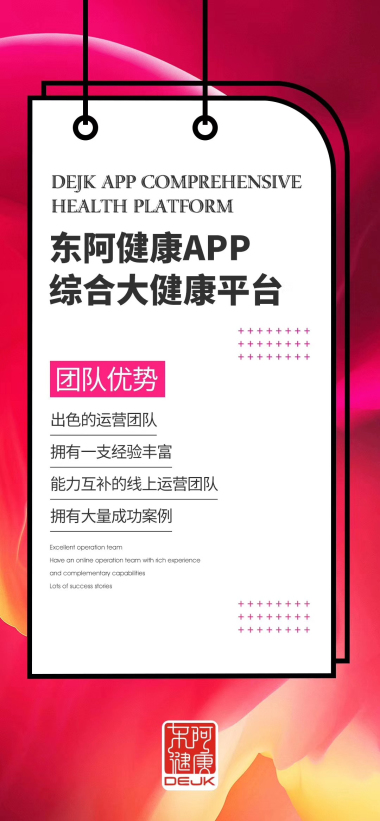 DEJK APP COMPREHENSIVE
HEALTH PLATFORM
东阿健康APP
综合大健康平台
团队优势
出色的运营团队
拥有一支经验丰富
能力互补的线上运营团队
拥有大量成功案例
Excellent operation team
Have an online operation team with rich experience
and complementary capabilities
Lots of success stories
东阿
健康
DEJK